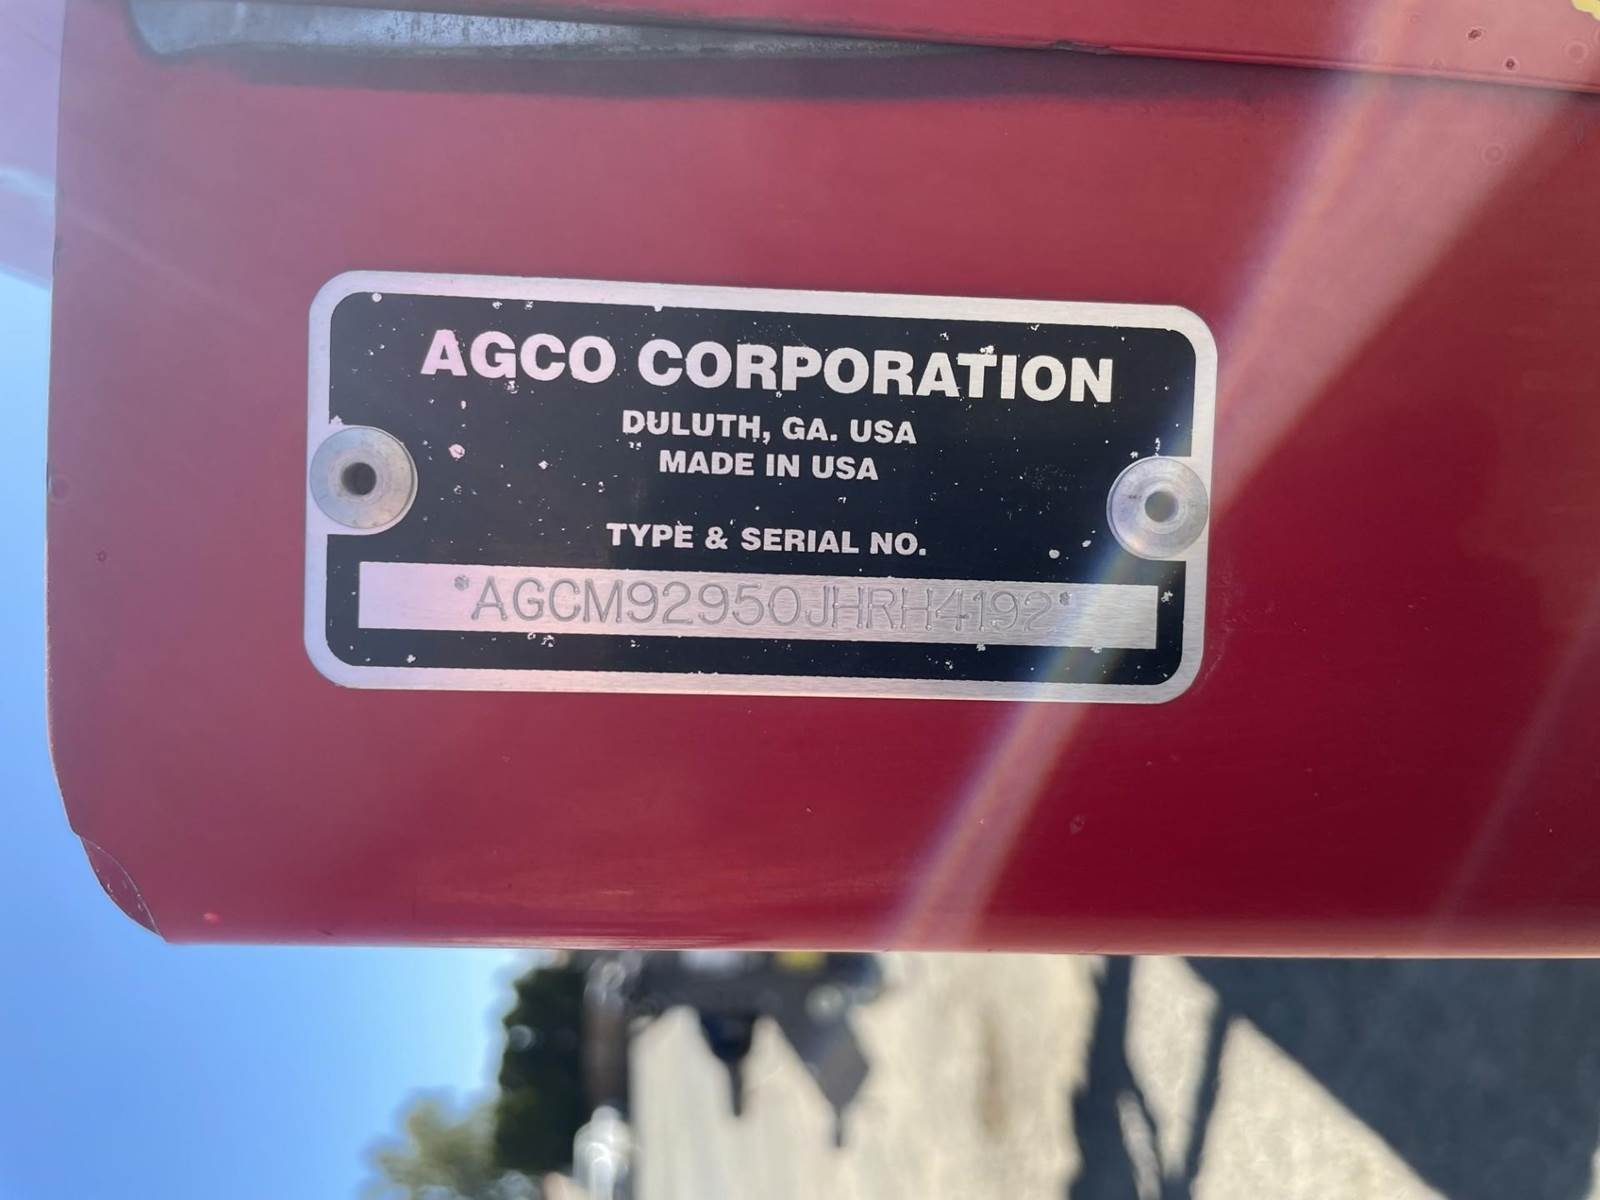 AGCO CORPORATION
DULUTH, GA. USA
MADE IN USA
TYPE & SERIAL NO.
*AGCM92950JHRH4192*